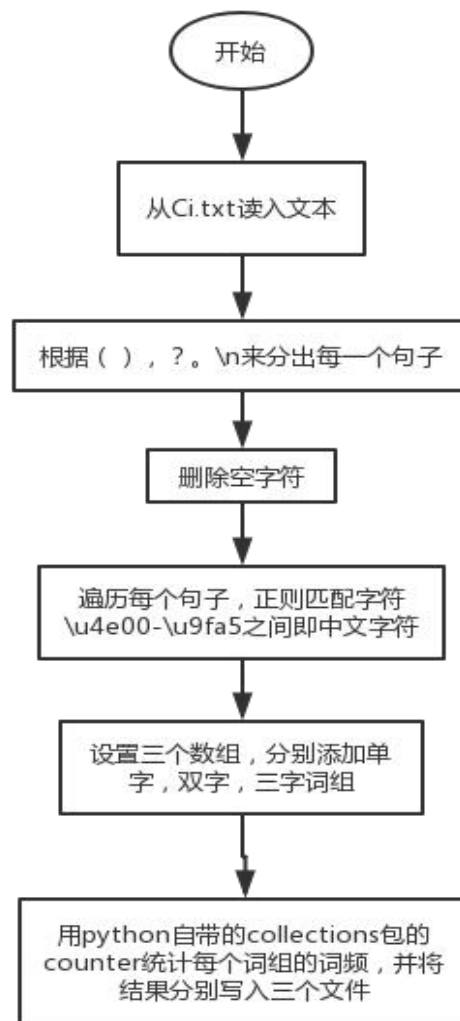 开始
从Ci.txt读入文本
根据（ ），？。\n来分出每一个句子
删除空字符
遍历每个句子，正则匹配字符
\u4e00-\u9fa5之间即中文字符
设置三个数组，分别添加单
字，双字，三字词组
用python自带的collections包的
counter统计每个词组的词频，并将
结果分别写入三个文件